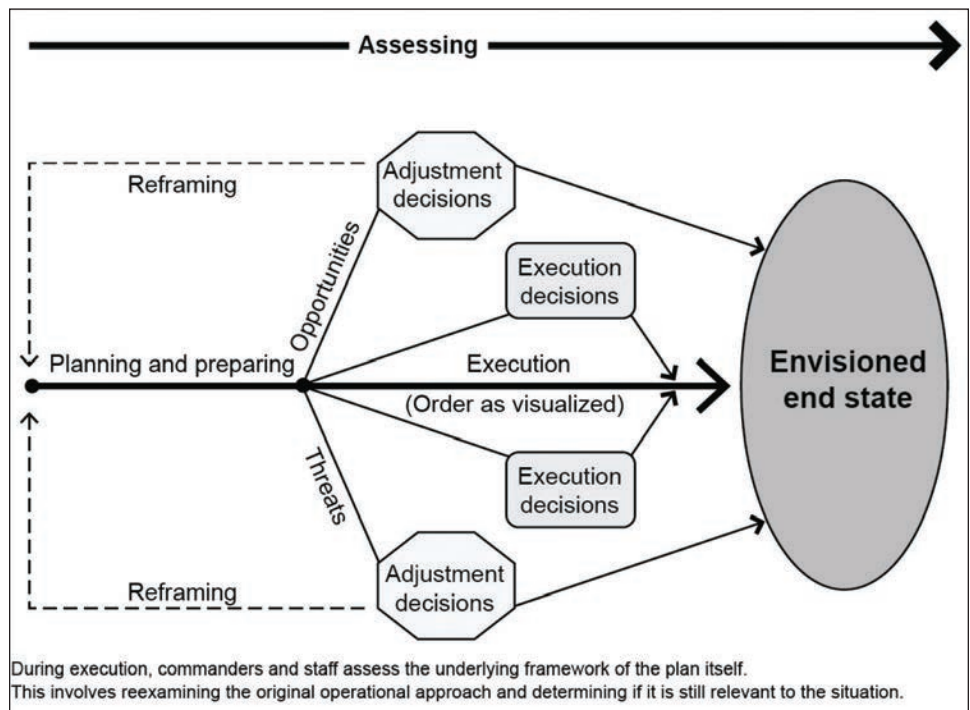 Assessing
Reframing
Adjustment
decisions
Opportunities
Execution
decisions
Planning and preparing
Execution
(Order as visualized)
Envisioned
end state
Threats
Execution
decisions
Reframing
Adjustment
decisions
During execution, commanders and staff assess the underlying framework of the plan itself.
This involves reexamining the original operational approach and determining if it is still relevant to the situation.